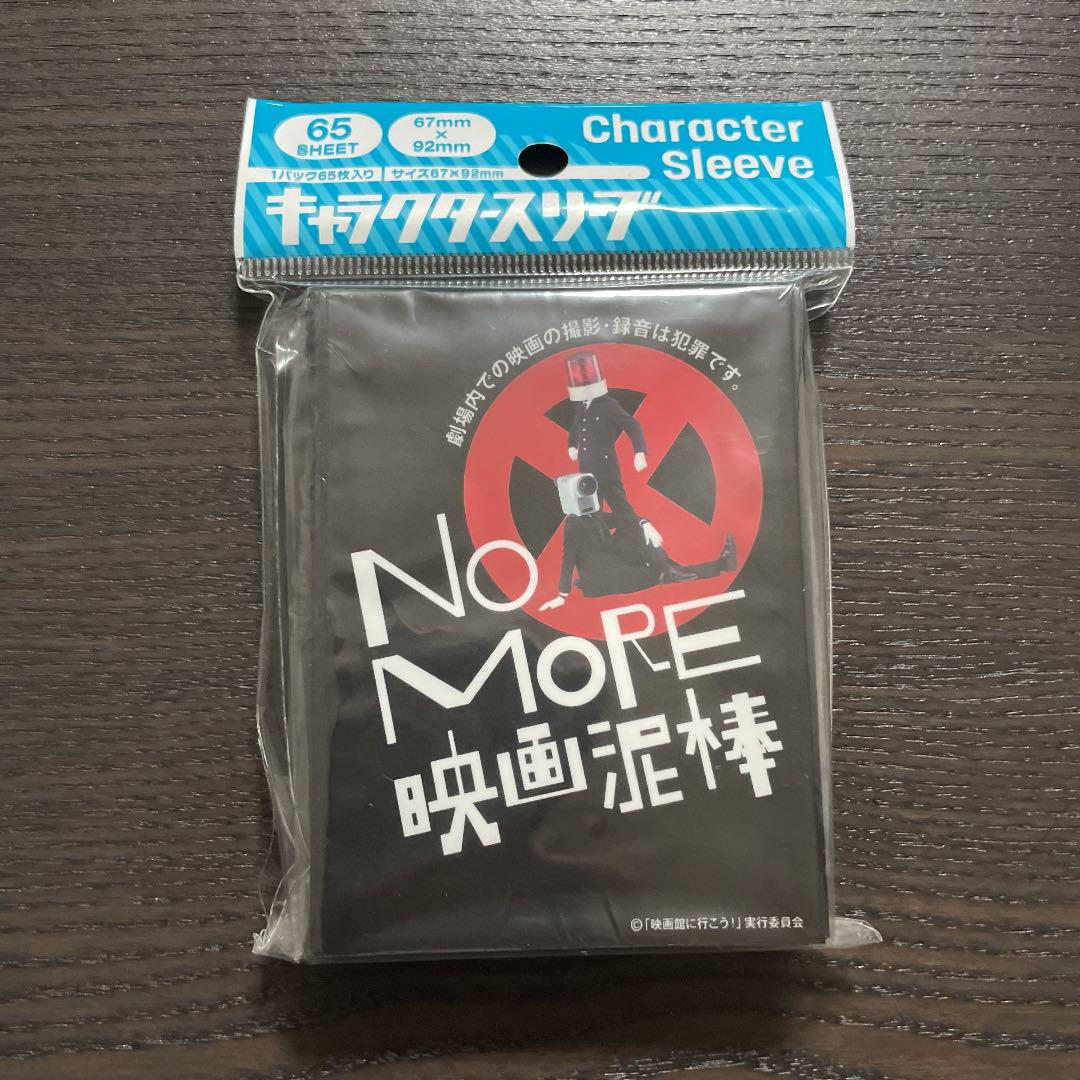 65
SHEET
67mm
×
92mm
Character
Sleeve
1パック65枚入り
サイズ67×92mm
キャラクタースリーブ
劇場内での映画の撮影・録音は犯罪です。
No
MoRE
映画泥棒
©「映画館に行こう!」実行委員会